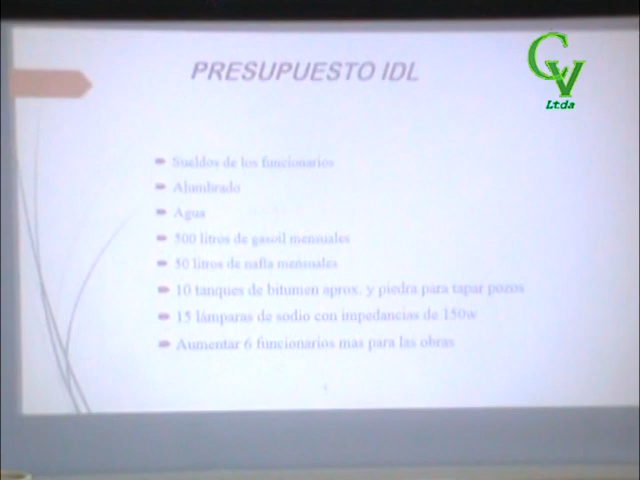 PRESUPUESTO IDL
CV
Ltda
Sueldos de los funcionarios
Alumbrado
Agua
500 litros de gasoil mensuales
50 litros de nafta mensuales
10 tanques de bitumen aprox. y piedra para tapar pozos
15 lámparas de sodio con impedancias de 150w
Aumentar 6 funcionarios mas para las obras